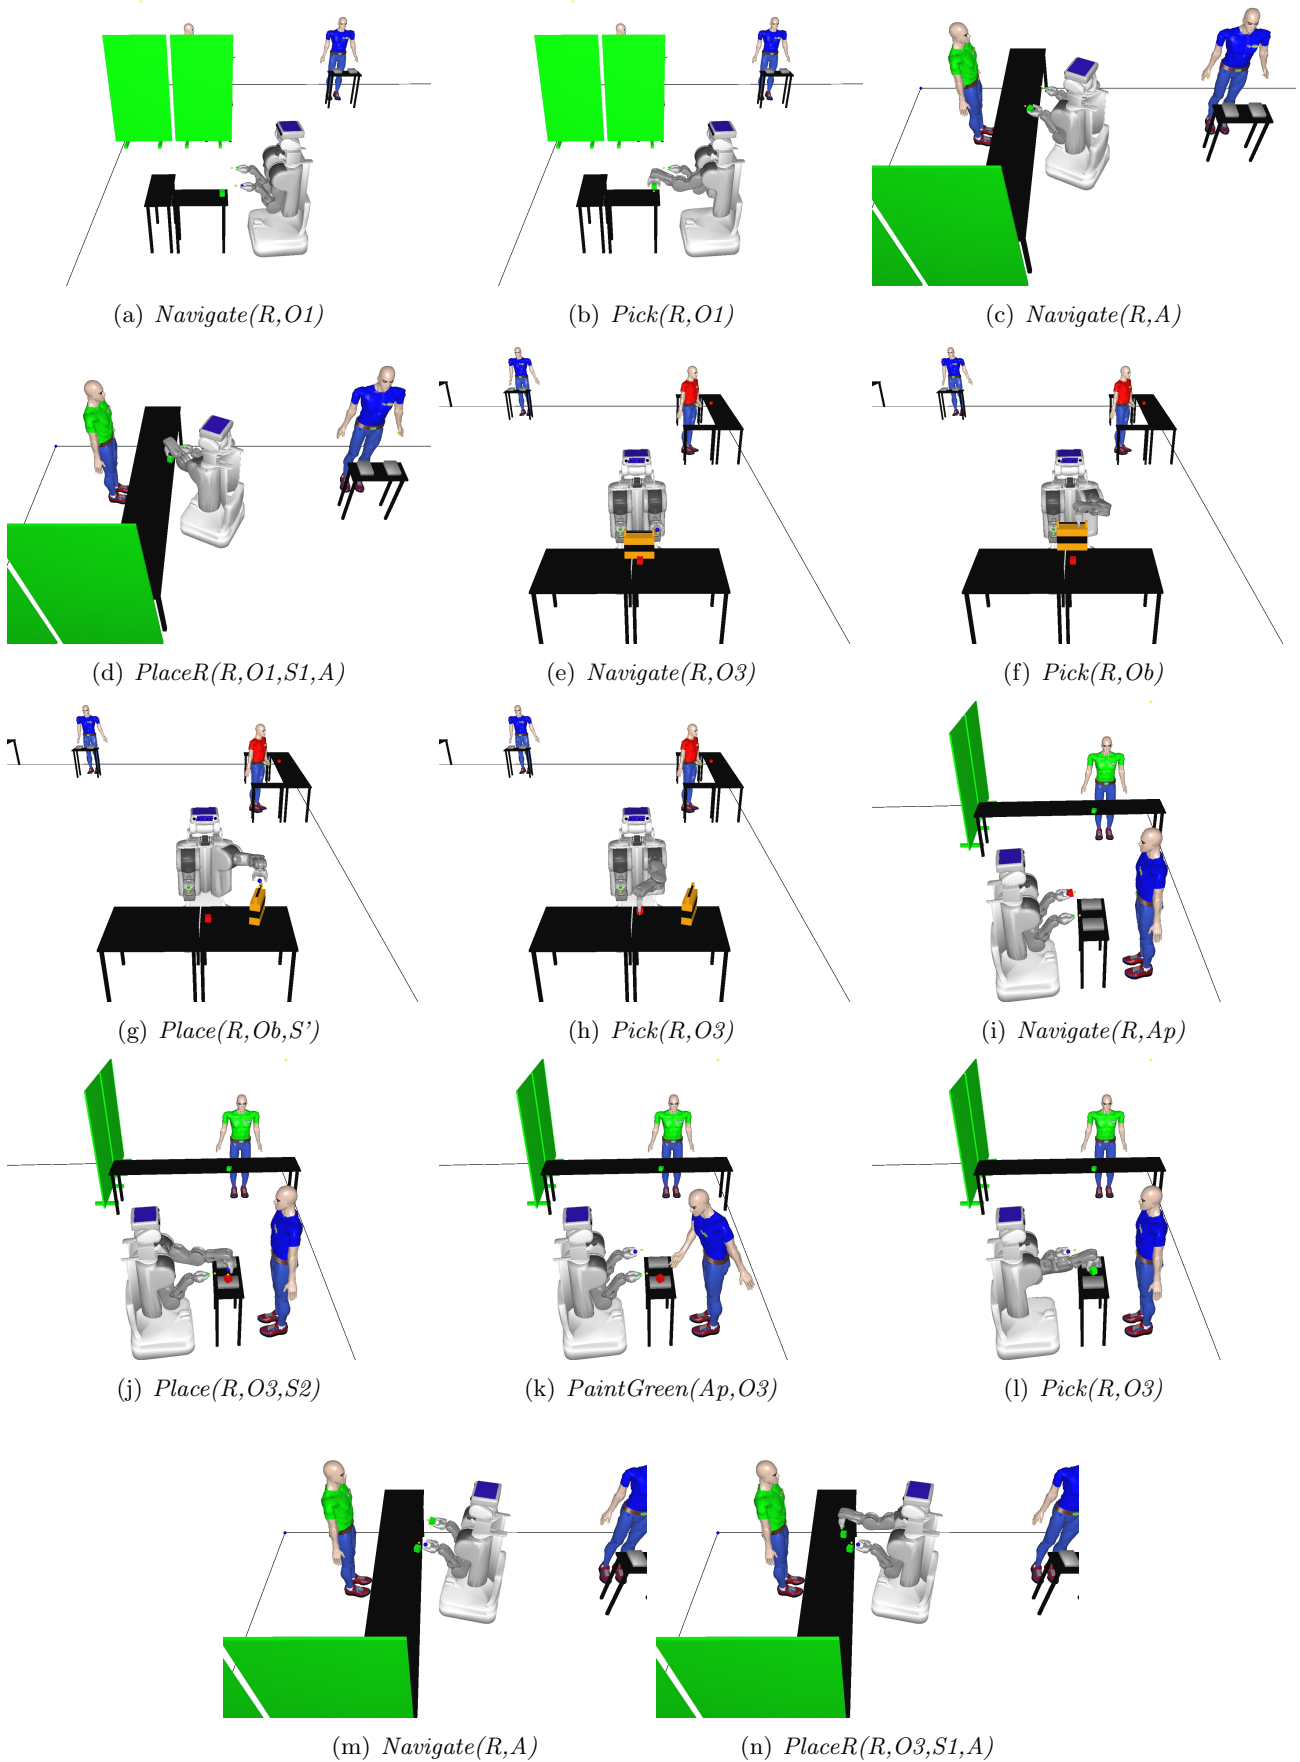 (a) Navigate(R,O1)
(b) Pick(R,O1)
(c) Navigate(R,A)
(d) PlaceR(R,O1,S1,A)
(e) Navigate(R,O3)
(f) Pick(R,Ob)
(g) Place(R,Ob,S’)
(h) Pick(R,O3)
(i) Navigate(R,Ap)
(j) Place(R,O3,S2)
(k) PaintGreen(Ap,O3)
(l) Pick(R,O3)
(m) Navigate(R,A)
(n) PlaceR(R,O3,S1,A)